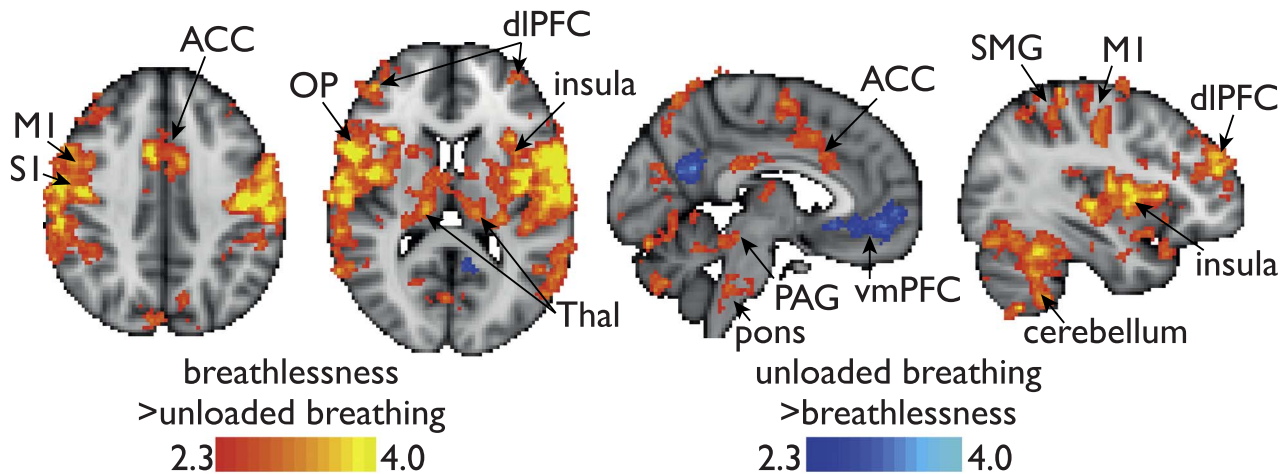 ACC
dlPFC
OP
insula
M1
S1
Thal
ACC
SMG
M1
dlPFC
PAG
vmPFC
pons
insula
cerebellum
breathlessness
>unloaded breathing
2.3
4.0
unloaded breathing
>breathlessness
2.3
4.0